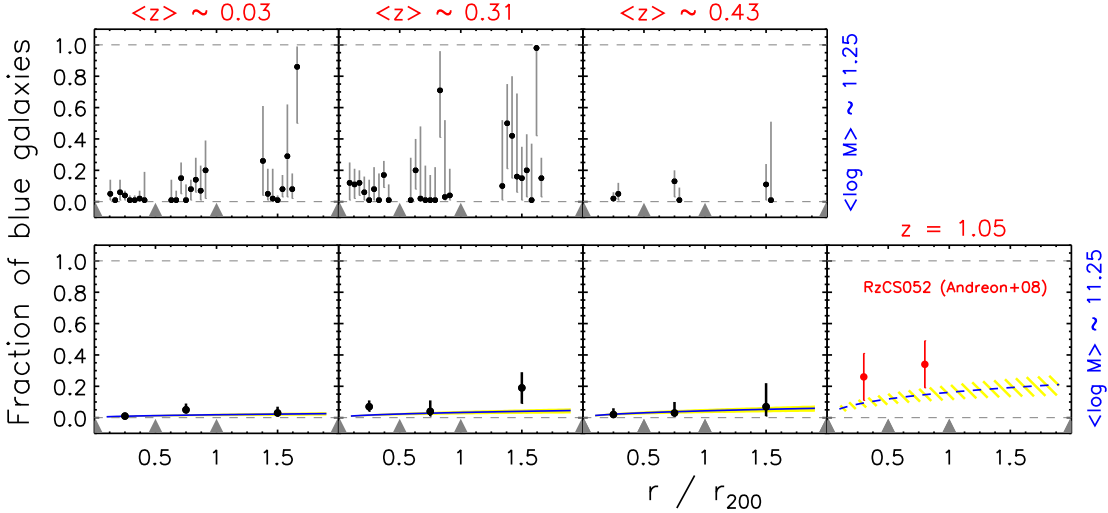 <z> ~ 0.03 <z> ~ 0.31 <z> ~ 0.43
Fraction of blue galaxies
1.0
0.8
0.6
0.4
0.2
0.0
<log M> ~ 11.25
z = 1.05
1.0
0.8
0.6
0.4
0.2
0.0
RzCS052 (Andreon+08)
<log M> ~ 11.25
0.5 1 1.5 0.5 1 1.5 0.5 1 1.5 0.5 1 1.5
r / r200